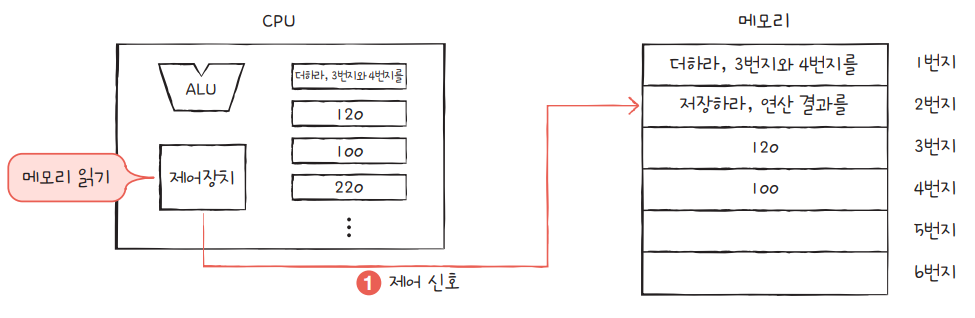 CPU
ALU
제어장치
메모리 읽기
더하라, 3번지와 4번지를
120
100
220
1 제어 신호
메모리
더하라, 3번지와 4번지를 1번지
저장하라, 연산 결과를 2번지
120 3번지
100 4번지
5번지
6번지